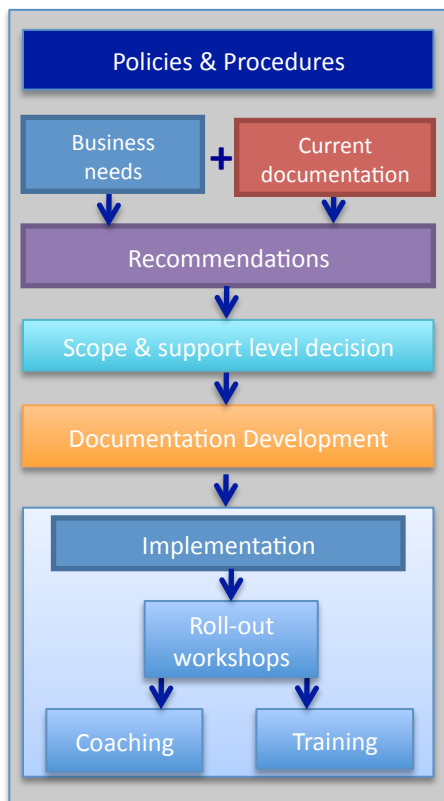 Policies & Procedures
Business
needs
+
Current
documentation
Recommendations
Scope & support level decision
Documentation Development
Implementation
Roll-out
workshops
Coaching
Training